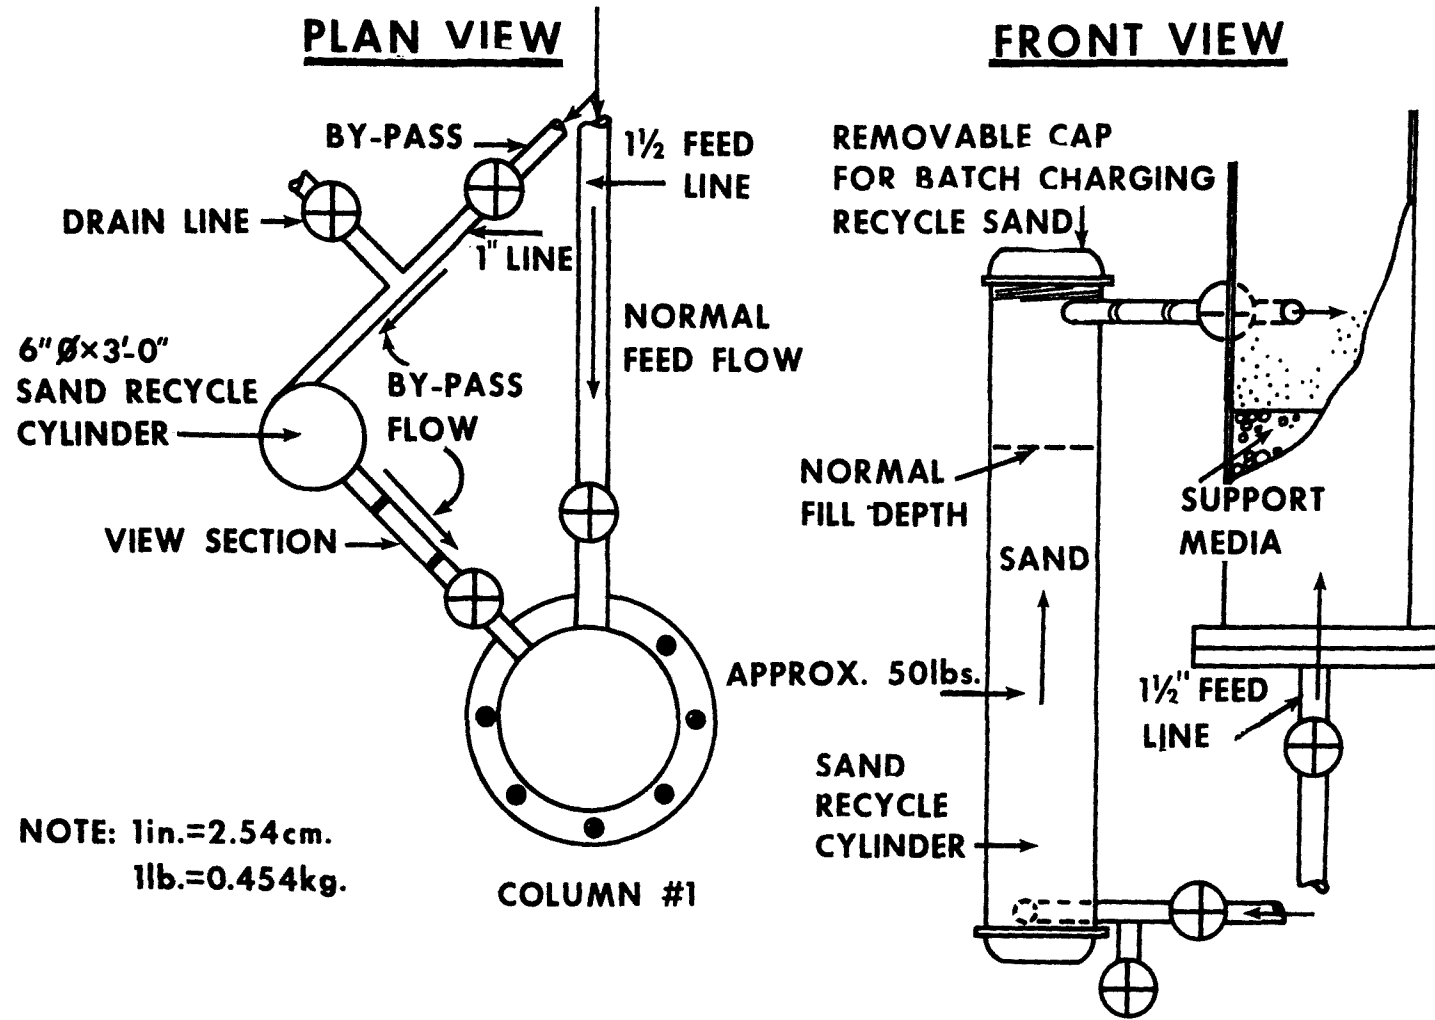 PLAN VIEW
BY-PASS
1½ FEED
LINE
DRAIN LINE
1" LINE
NORMAL
FEED FLOW
6" Ø×3'-0"
SAND RECYCLE
CYLINDER
BY-PASS
FLOW
VIEW SECTION
NOTE: 1in.=2.54cm.
1lb.=0.454kg.
COLUMN #1
FRONT VIEW
REMOVABLE CAP
FOR BATCH CHARGING
RECYCLE SAND
NORMAL
FILL DEPTH
SAND
SUPPORT
MEDIA
APPROX. 50lbs.
1½" FEED
LINE
SAND
RECYCLE
CYLINDER